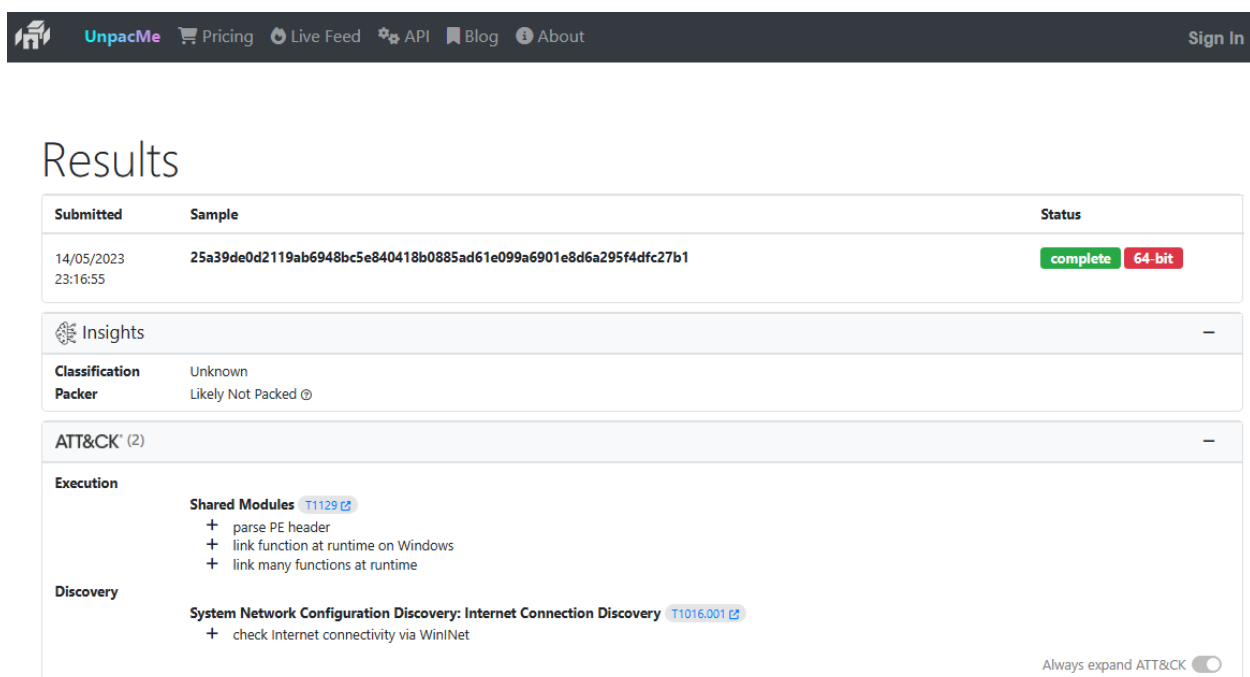 UnpacMe Pricing Live Feed API Blog About Sign In
Results
Submitted Sample Status
14/05/2023
23:16:55
25a39de0d2119ab6948bc5e840418b0885ad61e099a6901e8d6a295f4dfc27b1 complete 64-bit
Insights −
Classification Unknown
Packer Likely Not Packed
ATT&CK® (2) −
Execution
Shared Modules T1129
+ parse PE header
+ link function at runtime on Windows
+ link many functions at runtime
Discovery
System Network Configuration Discovery: Internet Connection Discovery T1016.001
+ check Internet connectivity via WinINet
Always expand ATT&CK